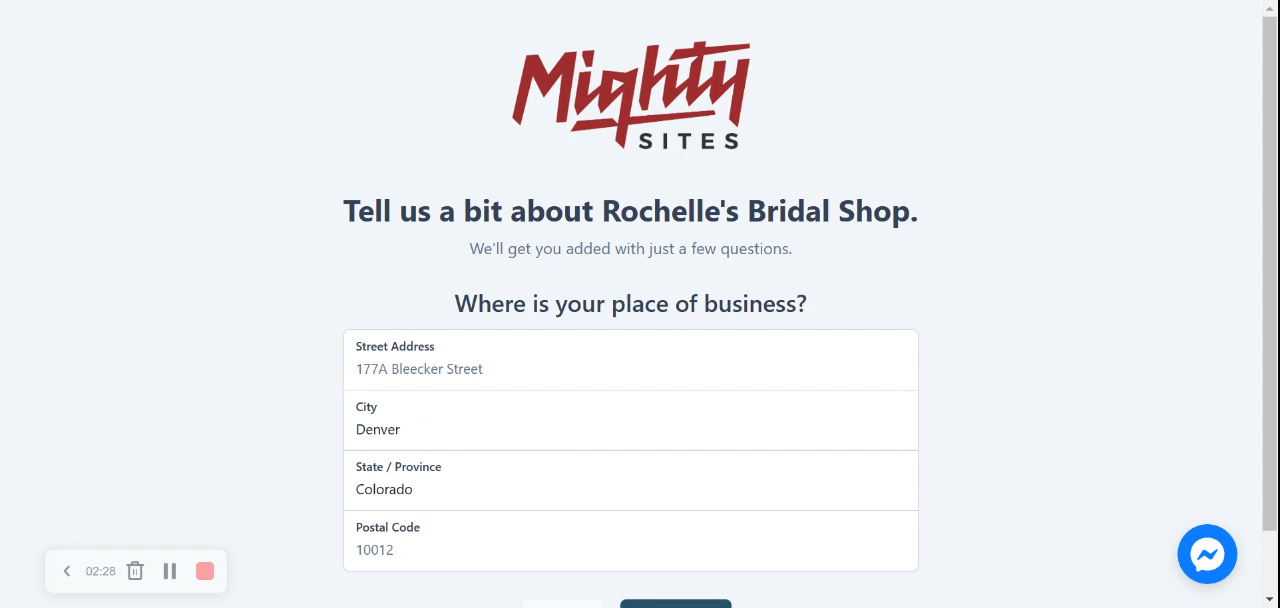 Mighty
SITES
Tell us a bit about Rochelle's Bridal Shop.
We'll get you added with just a few questions.
Where is your place of business?
Street Address
177A Bleecker Street
City
Denver
State / Province
Colorado
Postal Code
10012
02:28